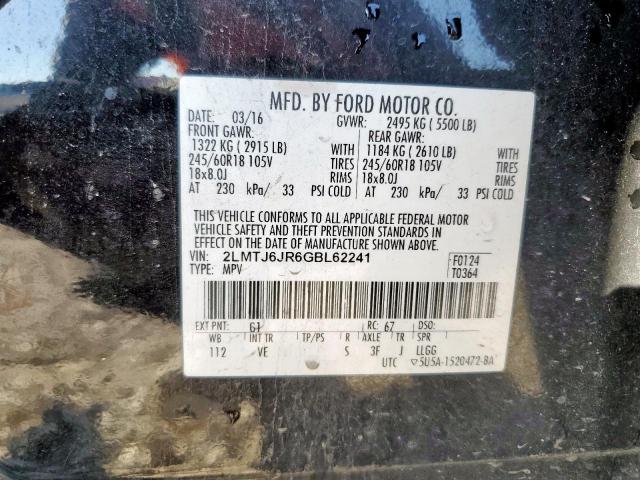 MFD. BY FORD MOTOR CO.
DATE: 03/16 GVWR: 2495 KG ( 5500 LB)
FRONT GAWR: REAR GAWR:
1322 KG ( 2915 LB) WITH 1184 KG ( 2610 LB) WITH
245/60R18 105V TIRES 245/60R18 105V TIRES
18x8.0J RIMS 18x8.0J RIMS
AT 230 kPa/ 33 PSI COLD AT 230 kPa/ 33 PSI COLD
THIS VEHICLE CONFORMS TO ALL APPLICABLE FEDERAL MOTOR
VEHICLE SAFETY AND THEFT PREVENTION STANDARDS IN
EFFECT ON THE DATE OF MANUFACTURE SHOWN ABOVE.
VIN: 2LMTJ6JR6GBL62241 F0124
TYPE: MPV T0364
EXT PNT: G1 RC: 67 DSO:
WB INT TR TP/PS R AXLE TR SPR
112 VE S 3F J LLGG
UTC ▽5U5A-1520472-BA